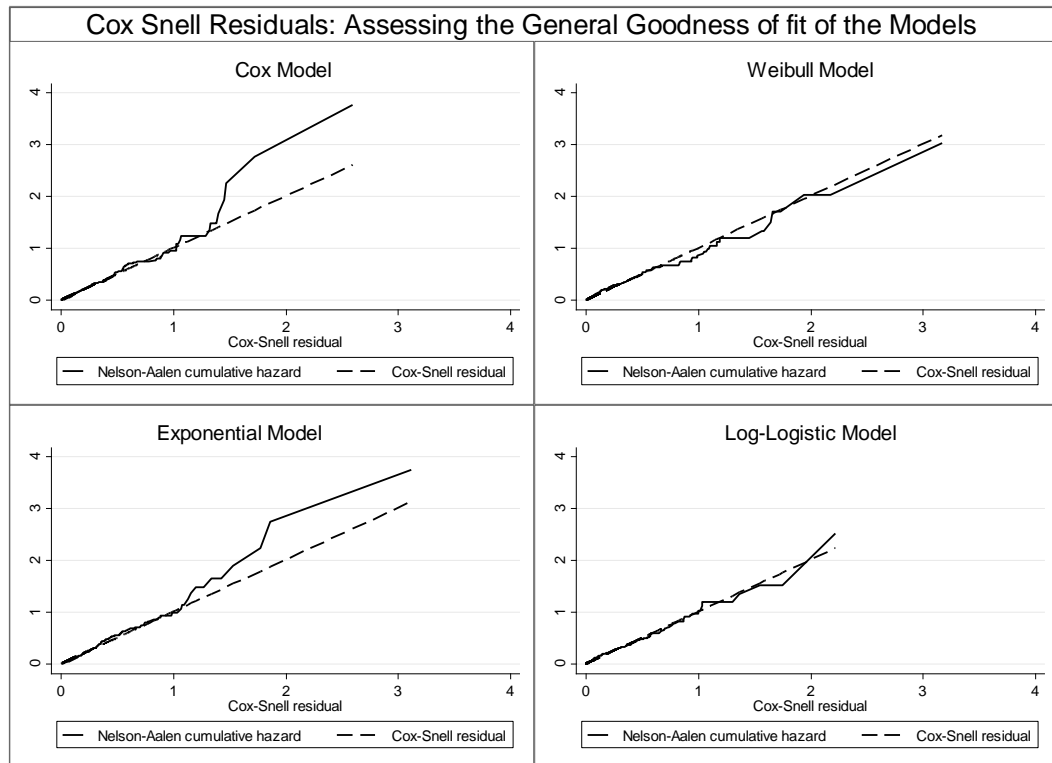 Cox Snell Residuals: Assessing the General Goodness of fit of the Models
Cox Model
4
3
2
1
0
0 1 2 3 4
Cox-Snell residual
Nelson-Aalen cumulative hazard Cox-Snell residual
Weibull Model
4
3
2
1
0
0 1 2 3 4
Cox-Snell residual
Nelson-Aalen cumulative hazard Cox-Snell residual
Exponential Model
4
3
2
1
0
0 1 2 3 4
Cox-Snell residual
Nelson-Aalen cumulative hazard Cox-Snell residual
Log-Logistic Model
4
3
2
1
0
0 1 2 3 4
Cox-Snell residual
Nelson-Aalen cumulative hazard Cox-Snell residual